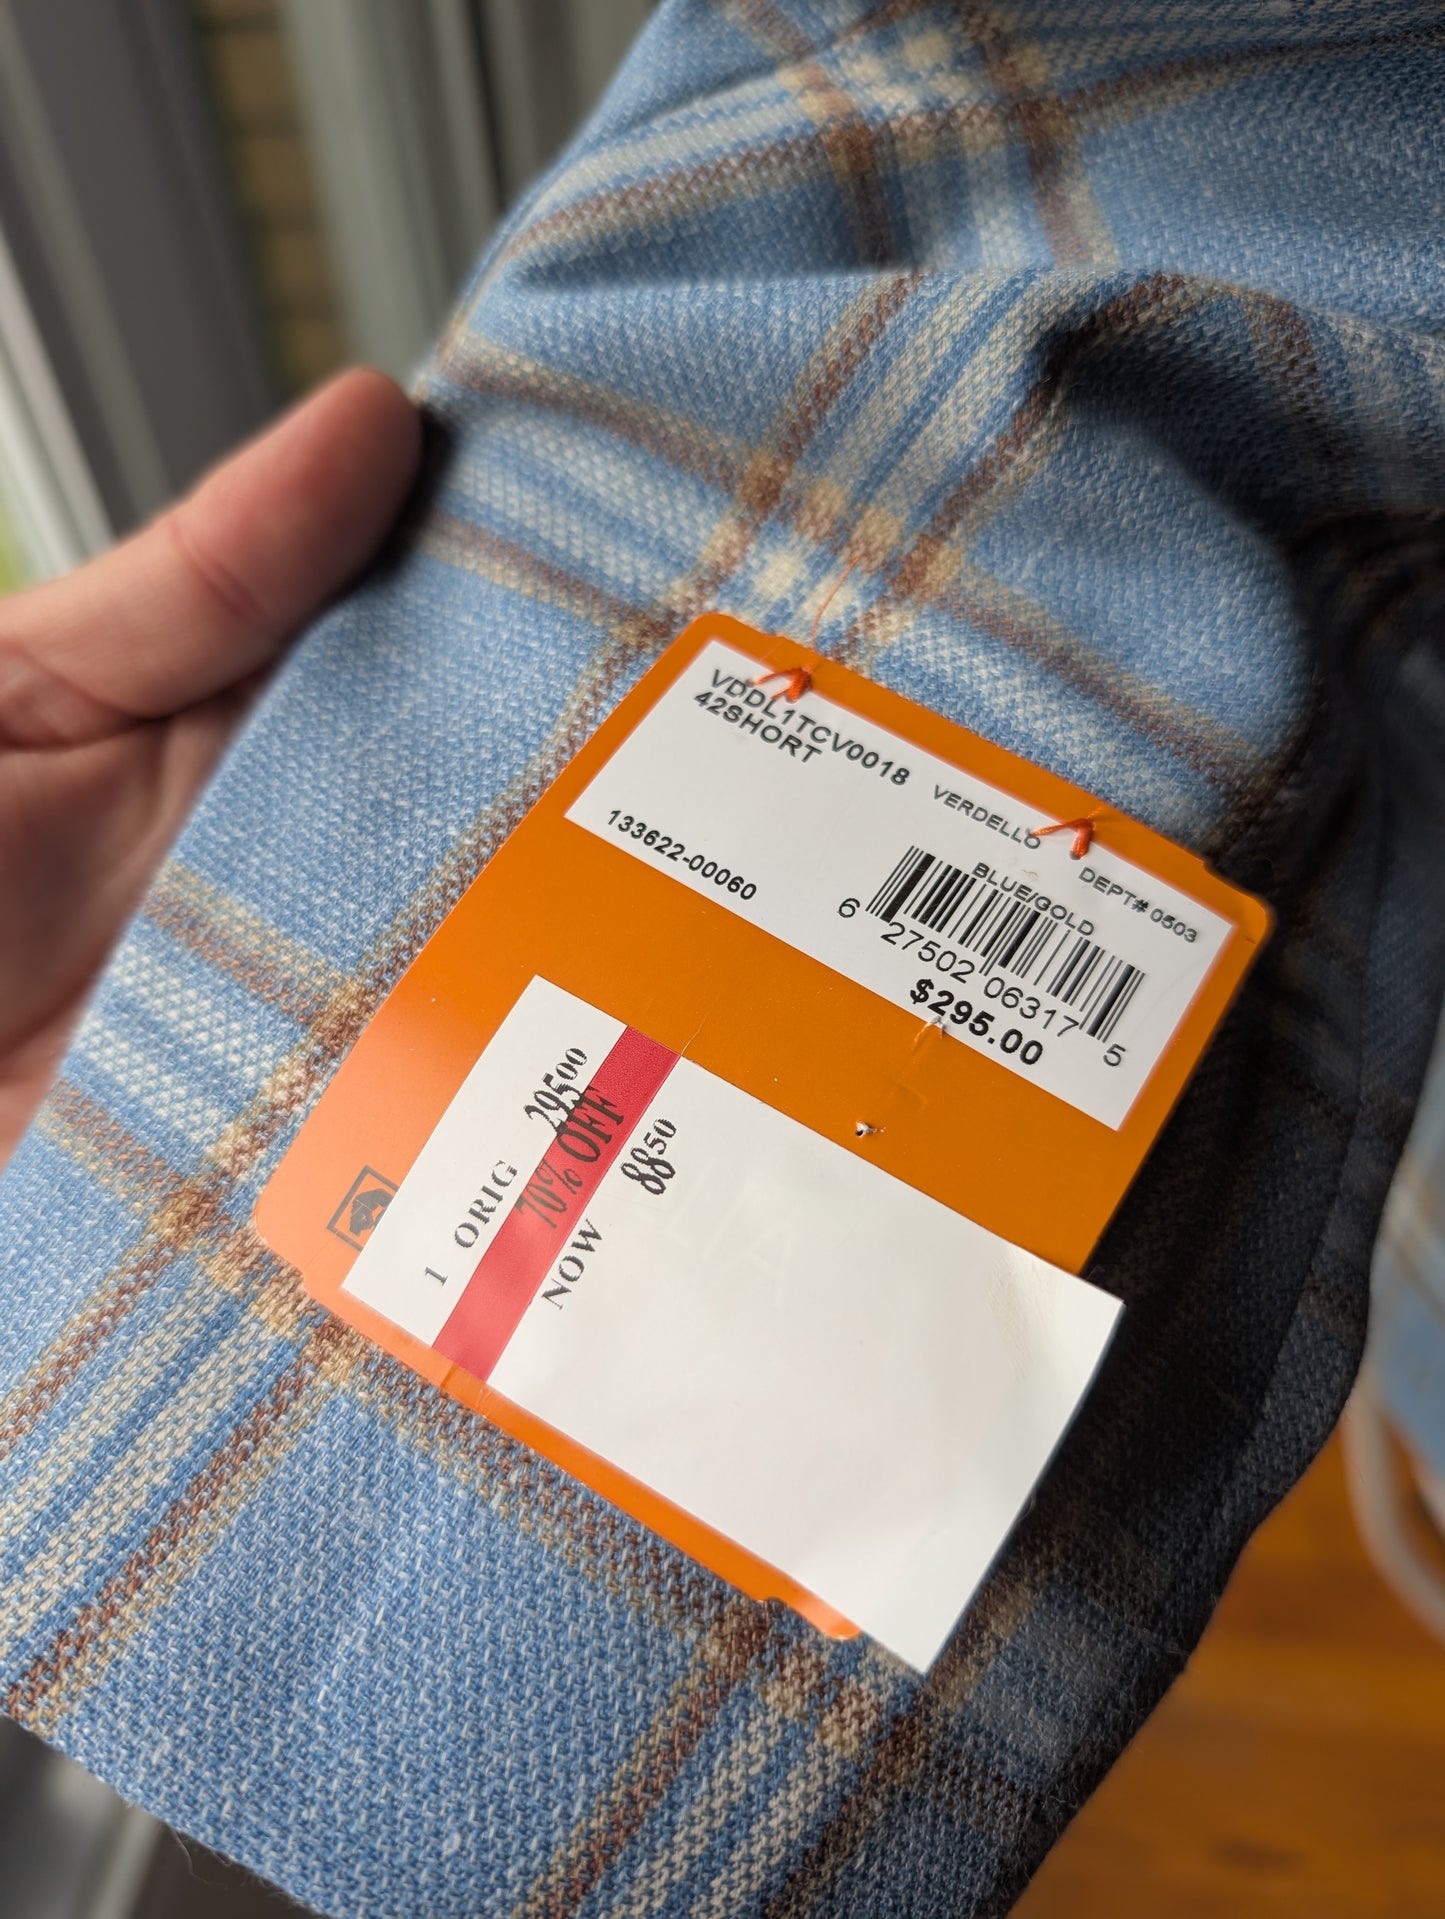 VDDL1TCV0018 VERDELLO DEPT# 0503
42SHORT
BLUE/GOLD
133622-00060
6 27502 06317 5
$295.00
1 ORIG 295.00
70% OFF
NOW 88.50